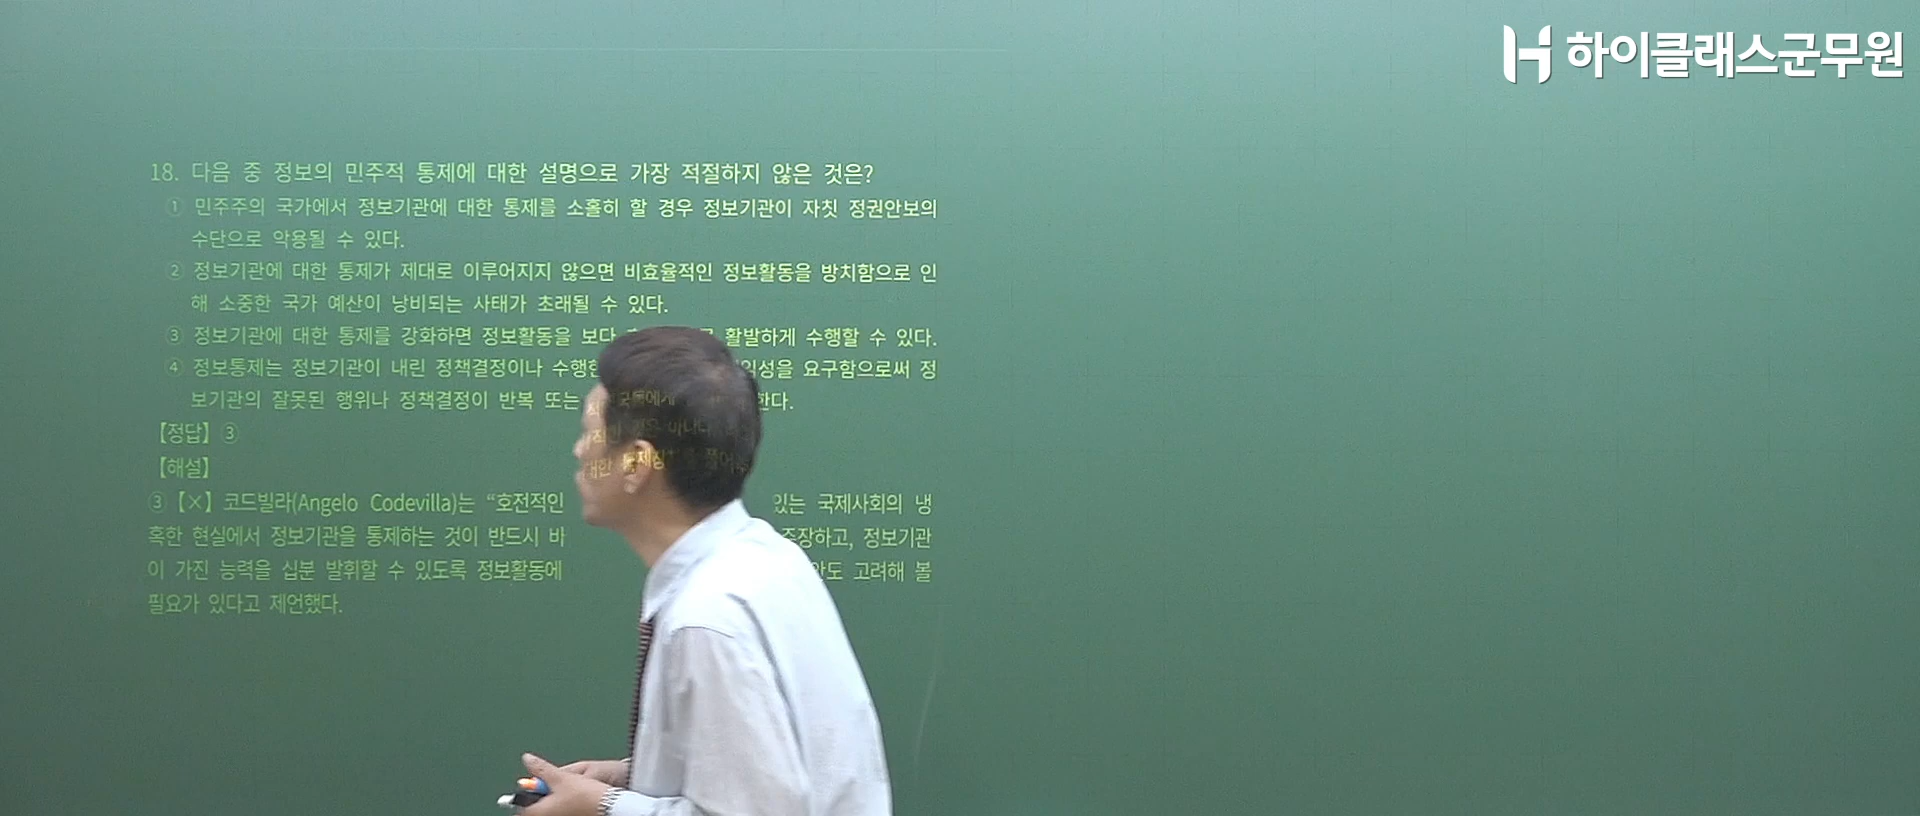 하이클래스군무원
18. 다음 중 정보의 민주적 통제에 대한 설명으로 가장 적절하지 않은 것은?
① 민주주의 국가에서 정보기관에 대한 통제를 소홀히 할 경우 정보기관이 자칫 정권안보의
수단으로 악용될 수 있다.
② 정보기관에 대한 통제가 제대로 이루어지지 않으면 비효율적인 정보활동을 방치함으로 인
해 소중한 국가 예산이 낭비되는 사태가 초래될 수 있다.
③ 정보기관에 대한 통제를 강화하면 정보활동을 보다 활발하게 수행할 수 있다.
④ 정보통제는 정보기관이 내린 정책결정이나 요구함으로써 정
보기관의 잘못된 행위나 정책결정이 반복 또는
【정답】 ③
【해설】
③【×】 코드빌라(Angelo Codevilla)는 “호전적인 있는 국제사회의 냉
혹한 현실에서 정보기관을 통제하는 것이 반드시 바 정보기관
이 가진 능력을 십분 발휘할 수 있도록 정보활동에 고려해 볼
필요가 있다고 제언했다.